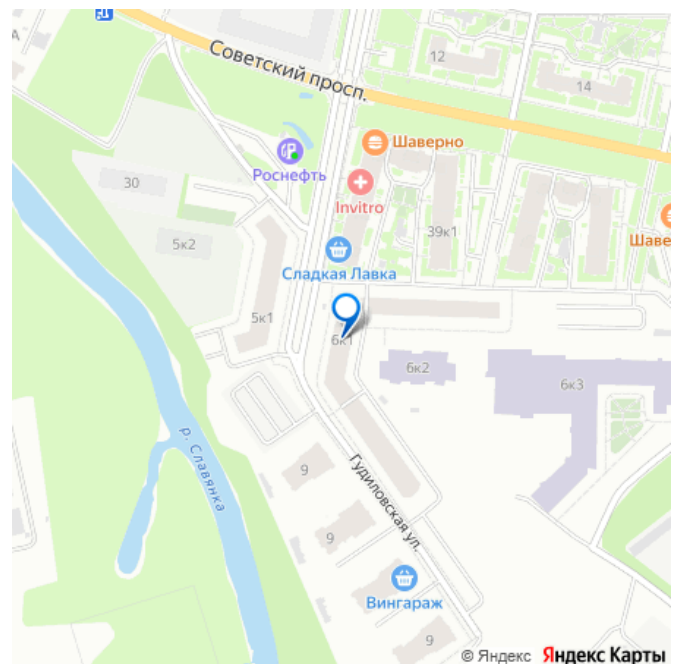 А
Советский просп.
12
14
Шаверно
Роснефть
30
Invitro
39к1
Шаве
5к2
Сладкая Лавка
5к1
6к1
6к2
6к3
р. Славянка
9
Гудиловская ул.
9
Вингараж
9
© Яндекс Яндекс Карты